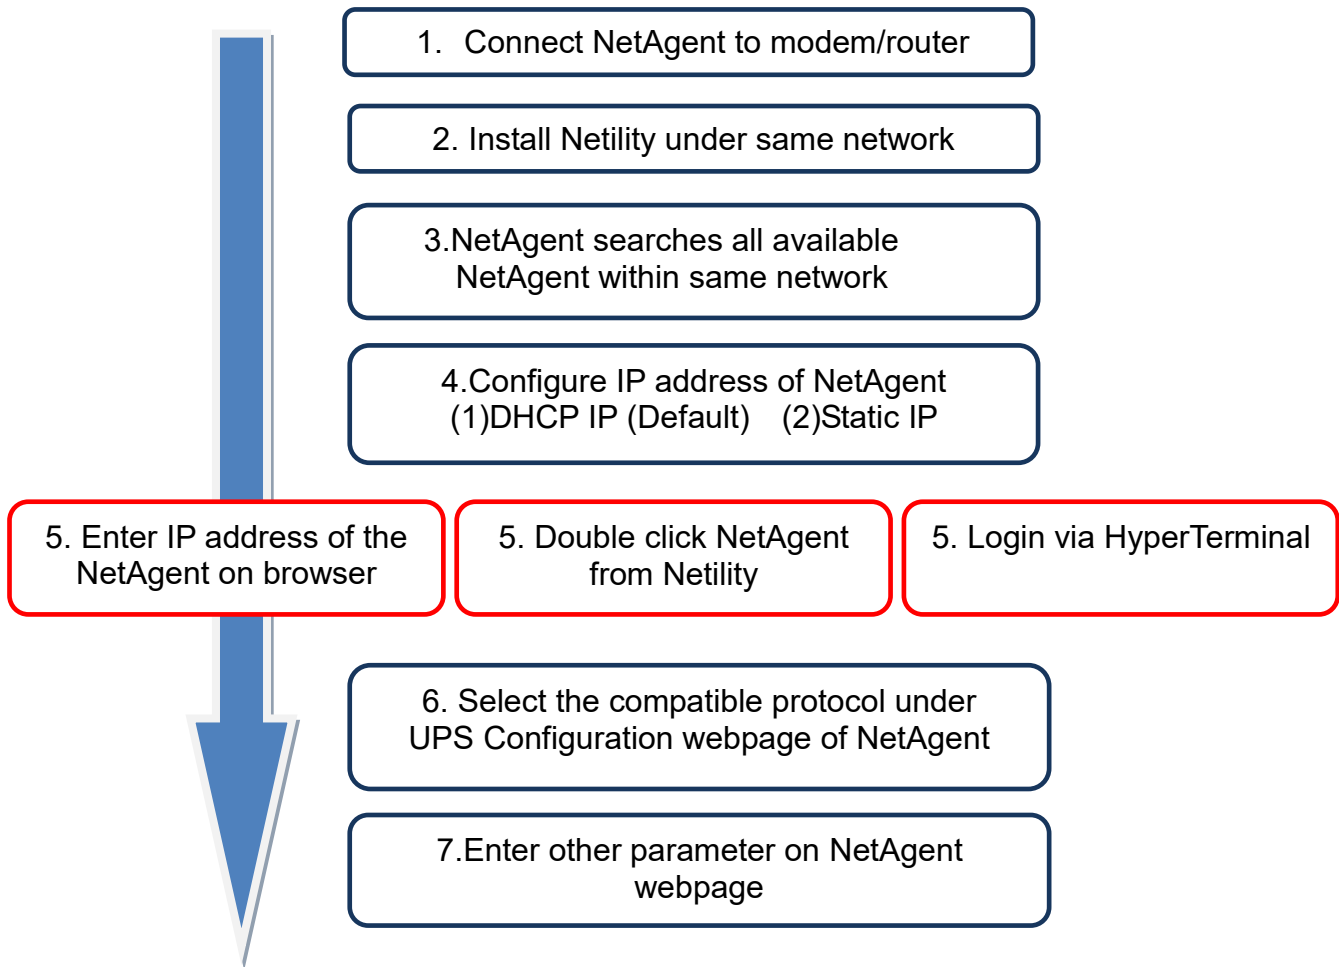 1. Connect NetAgent to modem/router
2. Install Netility under same network
3.NetAgent searches all available
NetAgent within same network
4.Configure IP address of NetAgent
(1)DHCP IP (Default) (2)Static IP
5. Enter IP address of the
NetAgent on browser
5. Double click NetAgent
from Netility
5. Login via HyperTerminal
6. Select the compatible protocol under
UPS Configuration webpage of NetAgent
7.Enter other parameter on NetAgent
webpage